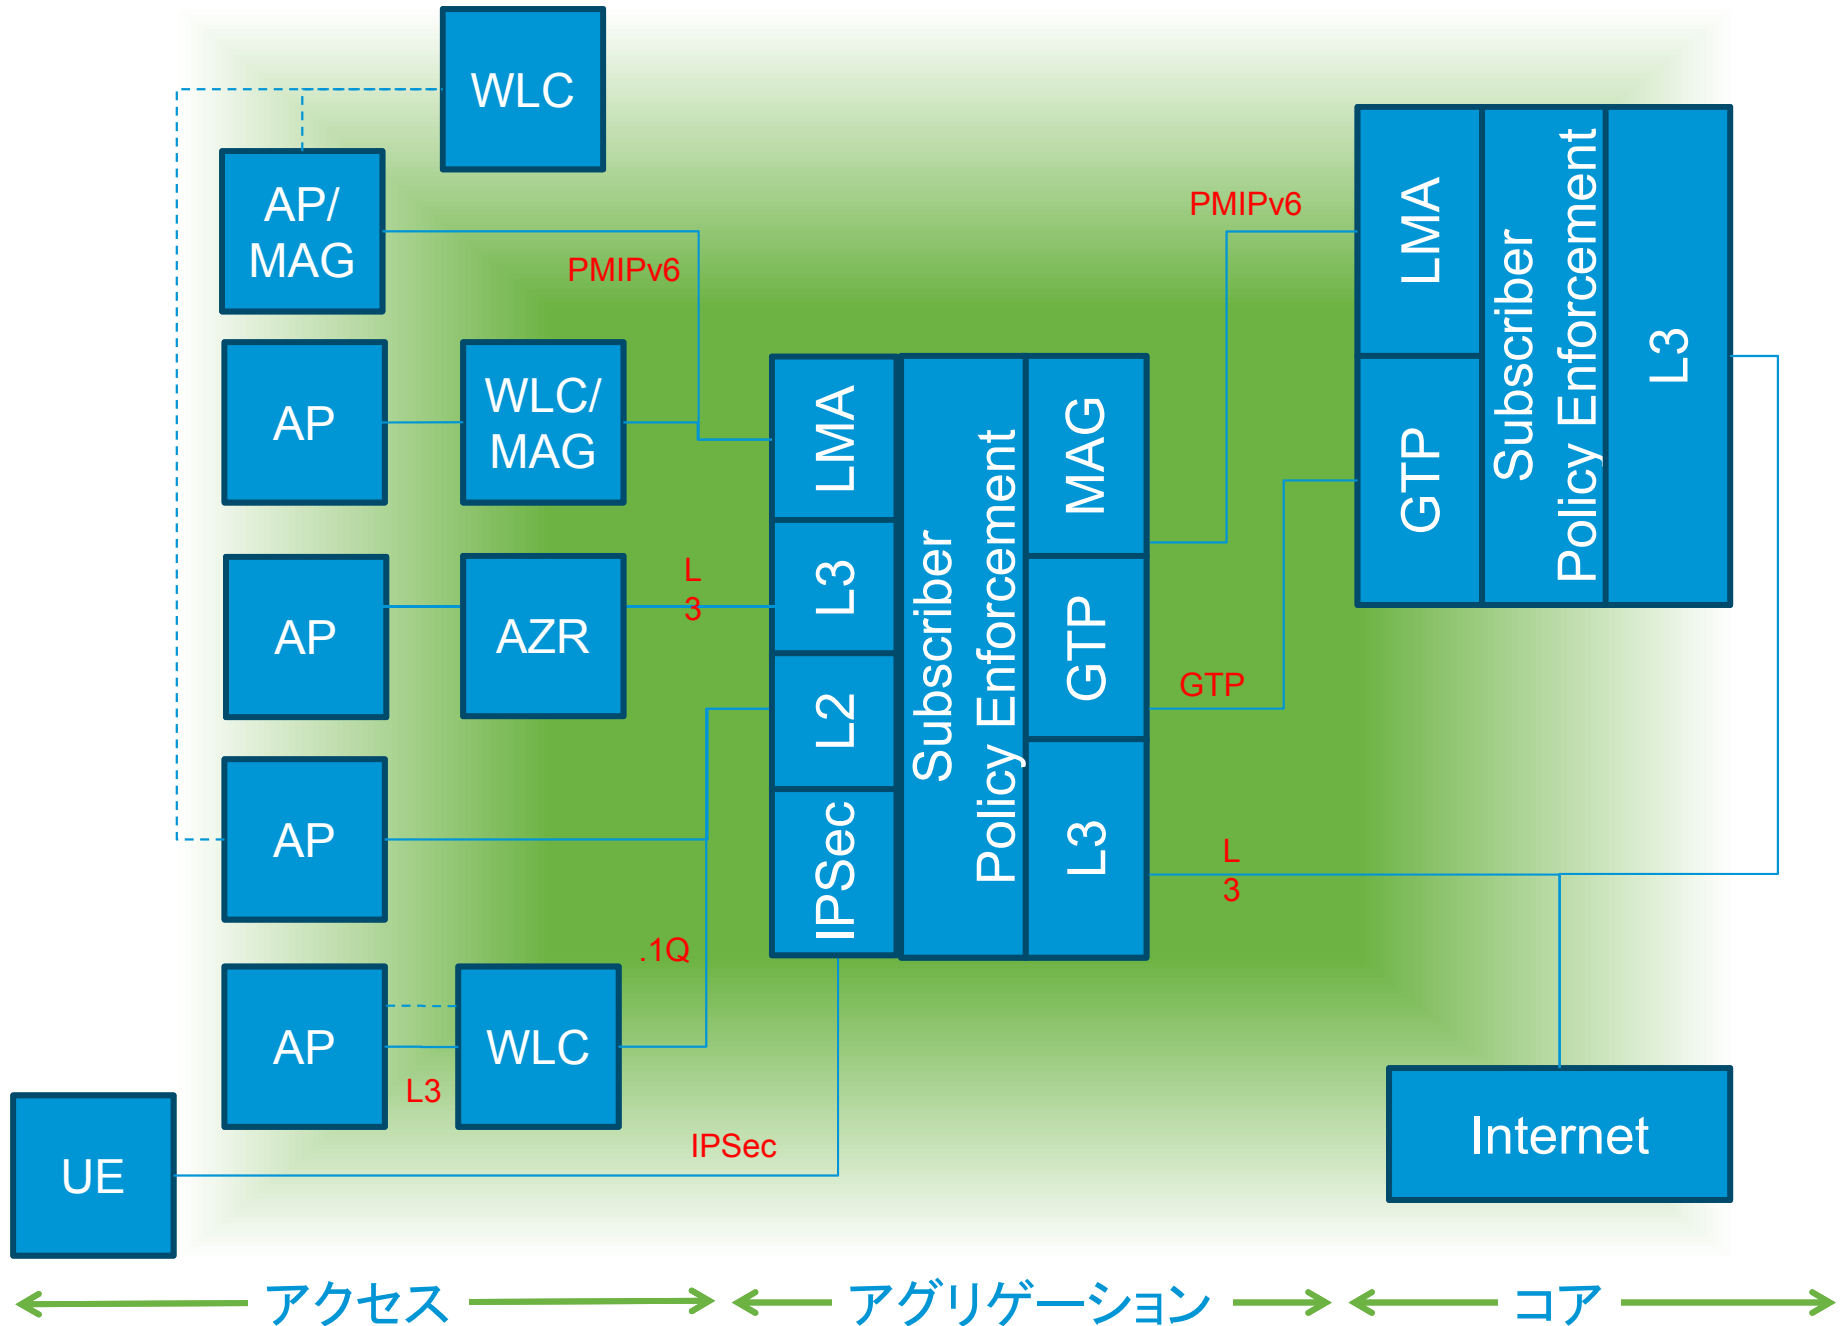 WLC
AP/
MAG
PMIPv6
AP
WLC/
MAG
AP
AZR
L
3
AP
.1Q
AP
WLC
L3
UE
IPSec
LMA
L3
L2
IPSec
Subscriber
Policy Enforcement
MAG
GTP
L3
PMIPv6
GTP
L
3
LMA
GTP
Subscriber
Policy Enforcement
L3
Internet
アクセス
アグリゲーション
コア